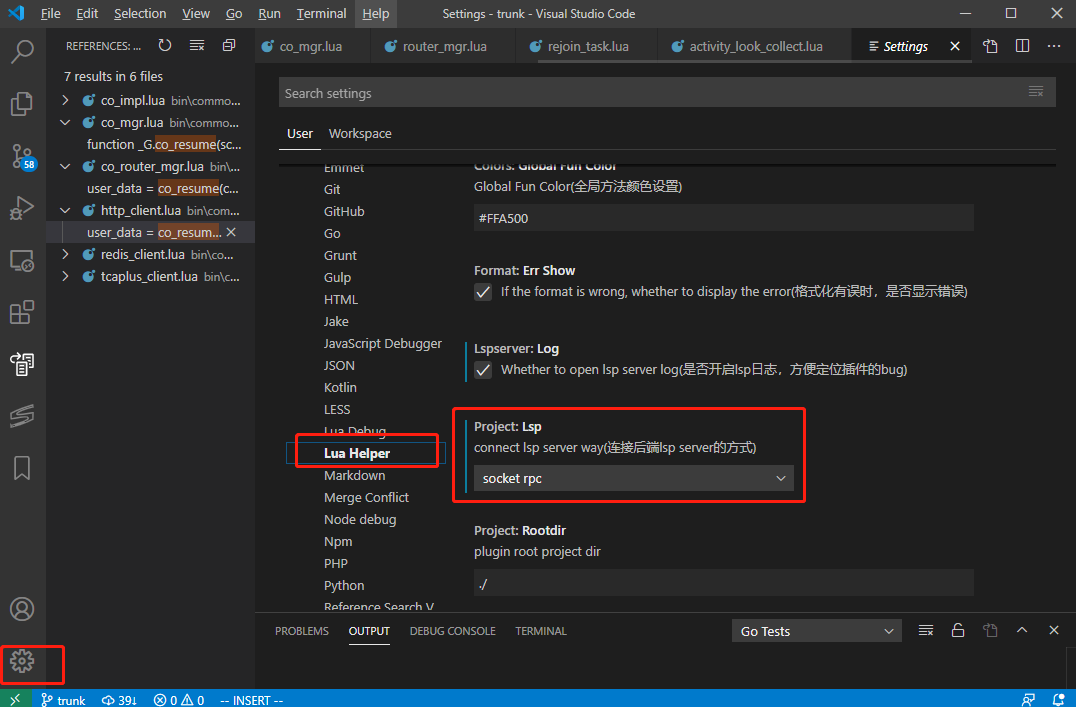 File Edit Selection View Go Run Terminal Help Settings - trunk - Visual Studio Code
REFERENCES: ...
co_mgr.lua router_mgr.lua rejoin_task.lua activity_look_collect.lua Settings
7 results in 6 files
co_impl.lua bin\commo...
co_mgr.lua bin\commo...
function _G.co_resume(sc...
co_router_mgr.lua bin\...
user_data = co_resume(c...
http_client.lua bin\com...
user_data = co_resum...
redis_client.lua bin\co...
tcaplus_client.lua bin\c...
58
Search settings
User Workspace
Emmet
Git
GitHub
Go
Grunt
Gulp
HTML
Jake
JavaScript Debugger
JSON
Kotlin
LESS
Lua Debug
Lua Helper
Markdown
Merge Conflict
Node debug
Npm
PHP
Python
Reference Search V
Colors: Global Fun Color
Global Fun Color(全局方法颜色设置)
#FFA500
Format: Err Show
If the format is wrong, whether to display the error(格式化有误时，是否显示错误)
Lspserver: Log
Whether to open lsp server log(是否开启lsp日志，方便定位插件的bug)
Project: Lsp
connect lsp server way(连接后端lsp server的方式)
socket rpc
Project: Rootdir
plugin root project dir
./
PROBLEMS OUTPUT DEBUG CONSOLE TERMINAL Go Tests
trunk 39↓ 0 0 -- INSERT --